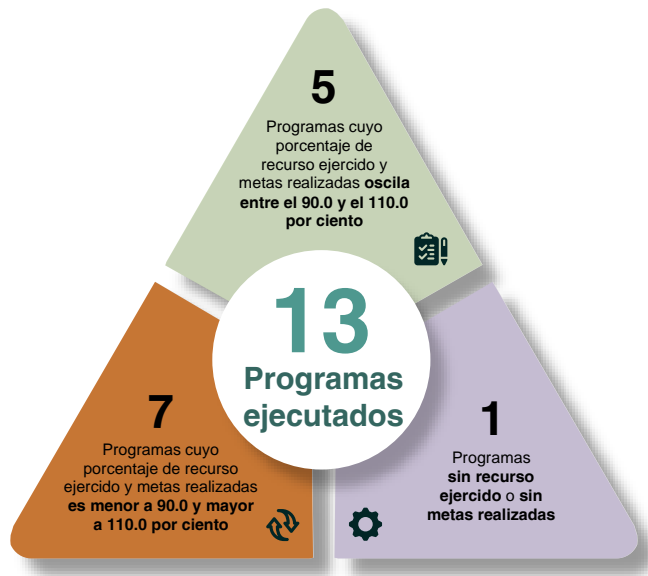 5
Programas cuyo
porcentaje de
recurso ejercido y
metas realizadas oscila
entre el 90.0 y el 110.0
por ciento
13
Programas
ejecutados
7
Programas cuyo
porcentaje de recurso
ejercido y metas realizadas
es menor a 90.0 y mayor
a 110.0 por ciento
1
Programas
sin recurso
ejercido o sin
metas realizadas